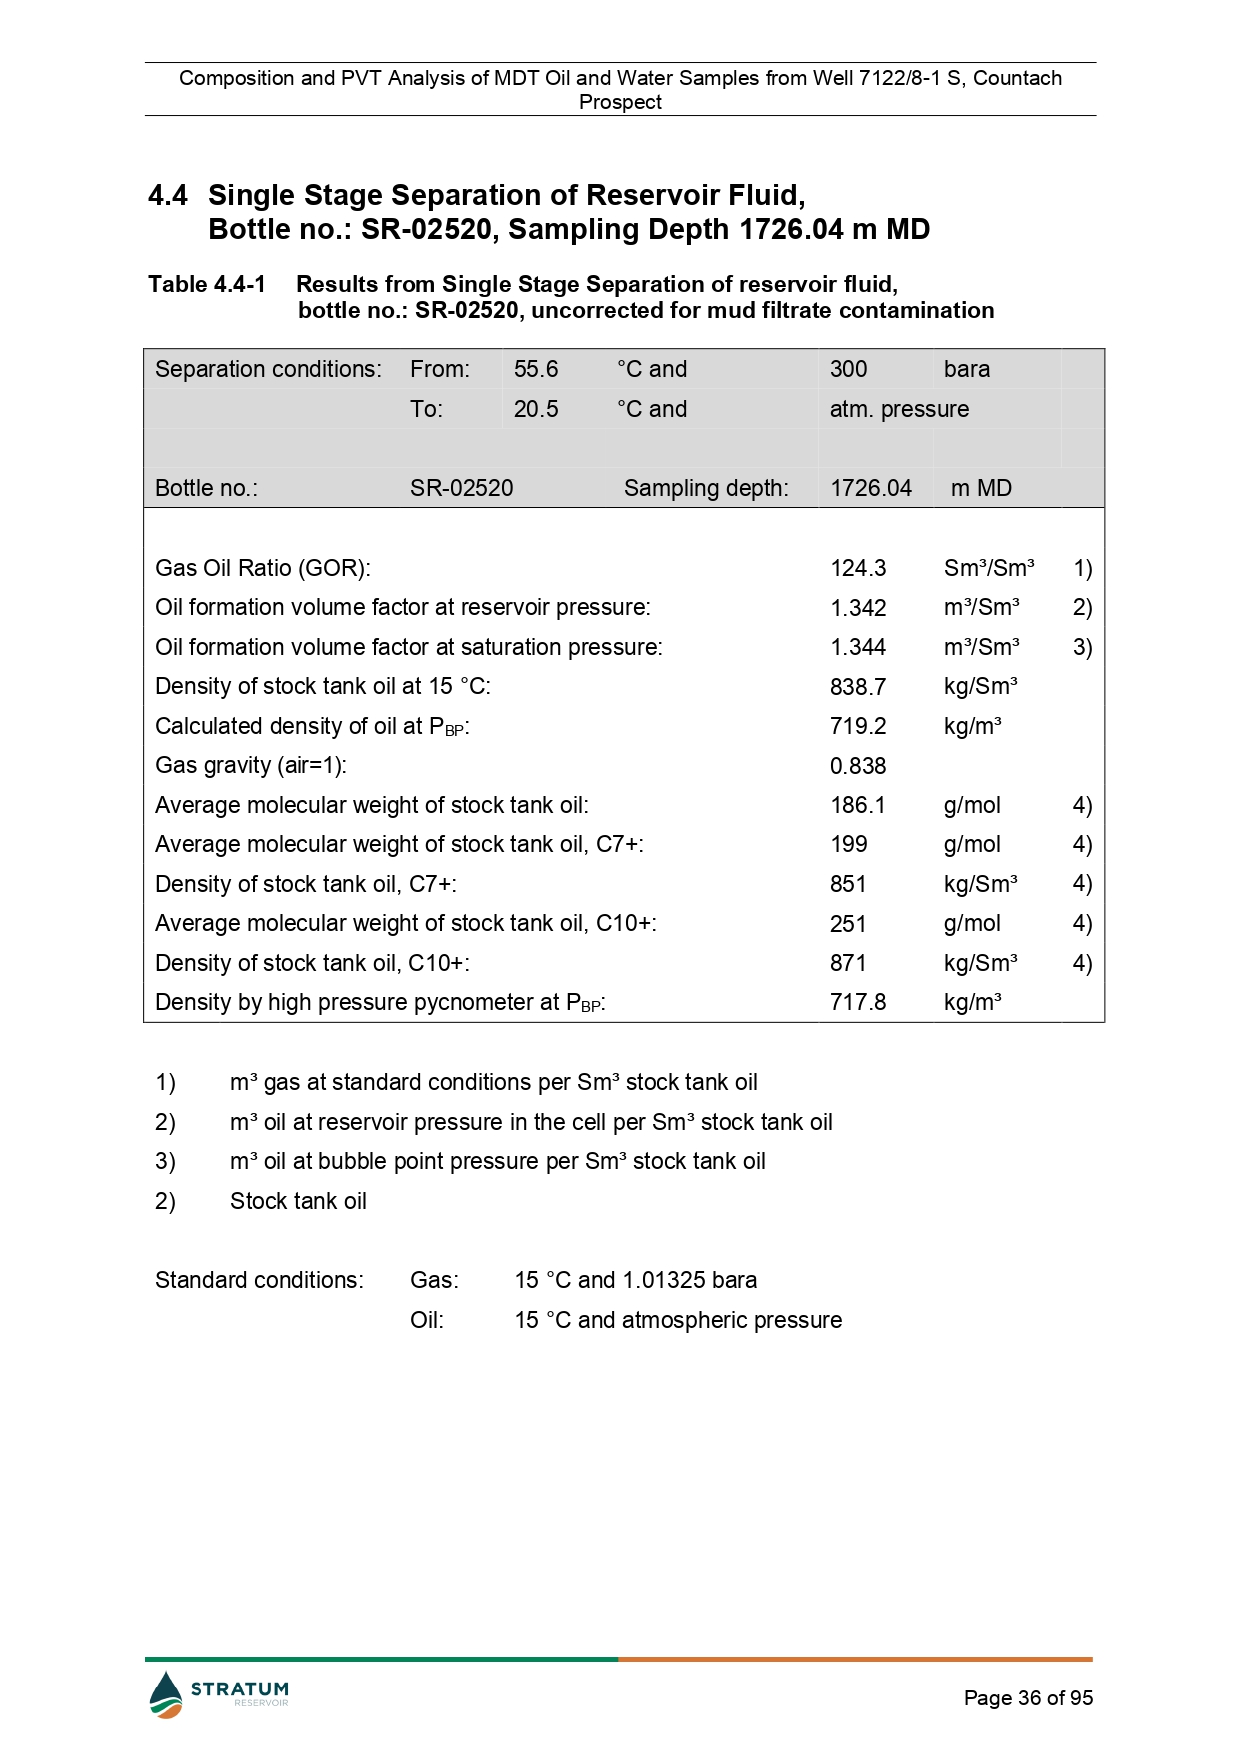 Composition and PVT Analysis of MDT Oil and Water Samples from Well 7122/8-1 S, Countach
Prospect
4.4 Single Stage Separation of Reservoir Fluid,
Bottle no.: SR-02520, Sampling Depth 1726.04 m MD
Table 4.4-1 Results from Single Stage Separation of reservoir fluid,
bottle no.: SR-02520, uncorrected for mud filtrate contamination
Separation conditions: From: 55.6 °C and 300 bara
To: 20.5 °C and atm. pressure
Bottle no.: SR-02520 Sampling depth: 1726.04 m MD
Gas Oil Ratio (GOR): 124.3 Sm³/Sm³ 1)
Oil formation volume factor at reservoir pressure: 1.342 m³/Sm³ 2)
Oil formation volume factor at saturation pressure: 1.344 m³/Sm³ 3)
Density of stock tank oil at 15 °C: 838.7 kg/Sm³
Calculated density of oil at PBP: 719.2 kg/m³
Gas gravity (air=1): 0.838
Average molecular weight of stock tank oil: 186.1 g/mol 4)
Average molecular weight of stock tank oil, C7+: 199 g/mol 4)
Density of stock tank oil, C7+: 851 kg/Sm³ 4)
Average molecular weight of stock tank oil, C10+: 251 g/mol 4)
Density of stock tank oil, C10+: 871 kg/Sm³ 4)
Density by high pressure pycnometer at PBP: 717.8 kg/m³
1) m³ gas at standard conditions per Sm³ stock tank oil
2) m³ oil at reservoir pressure in the cell per Sm³ stock tank oil
3) m³ oil at bubble point pressure per Sm³ stock tank oil
2) Stock tank oil
Standard conditions: Gas: 15 °C and 1.01325 bara
Oil: 15 °C and atmospheric pressure
STRATUM
RESERVOIR
Page 36 of 95